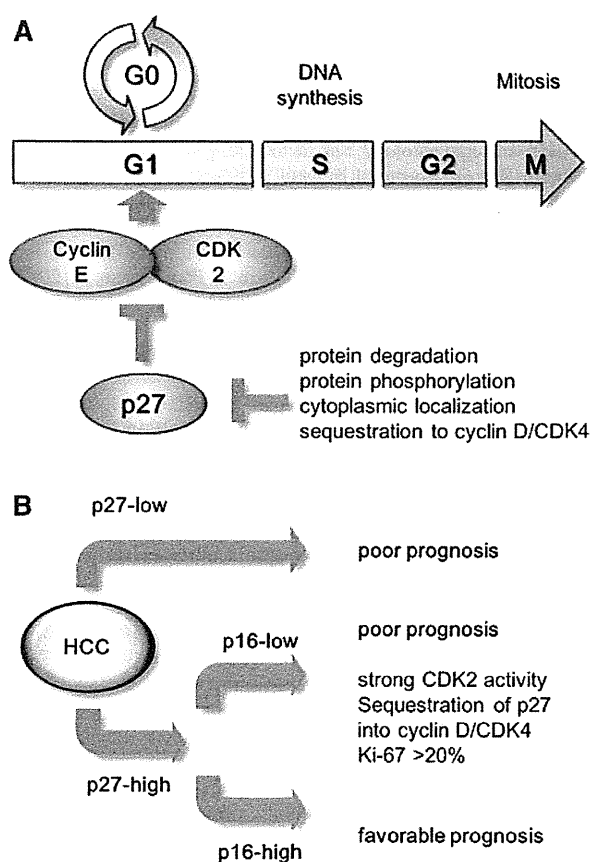 A
G0
DNA
synthesis
Mitosis
G1
S
G2
M
Cyclin
E
CDK
2
p27
protein degradation
protein phosphorylation
cytoplasmic localization
sequestration to cyclin D/CDK4
B
p27-low
poor prognosis
HCC
p16-low
poor prognosis
strong CDK2 activity
Sequestration of p27
into cyclin D/CDK4
Ki-67 >20%
p27-high
p16-high
favorable prognosis